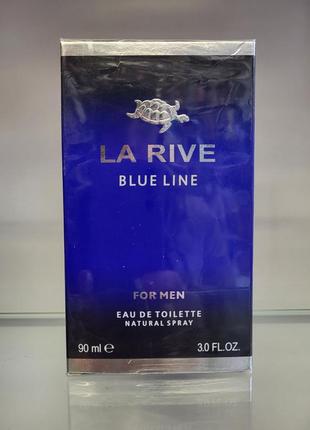 LA RIVE
BLUE LINE
FOR MEN
EAU DE TOILETTE
NATURAL SPRAY
90 ml ℮ 3.0 FL.OZ.